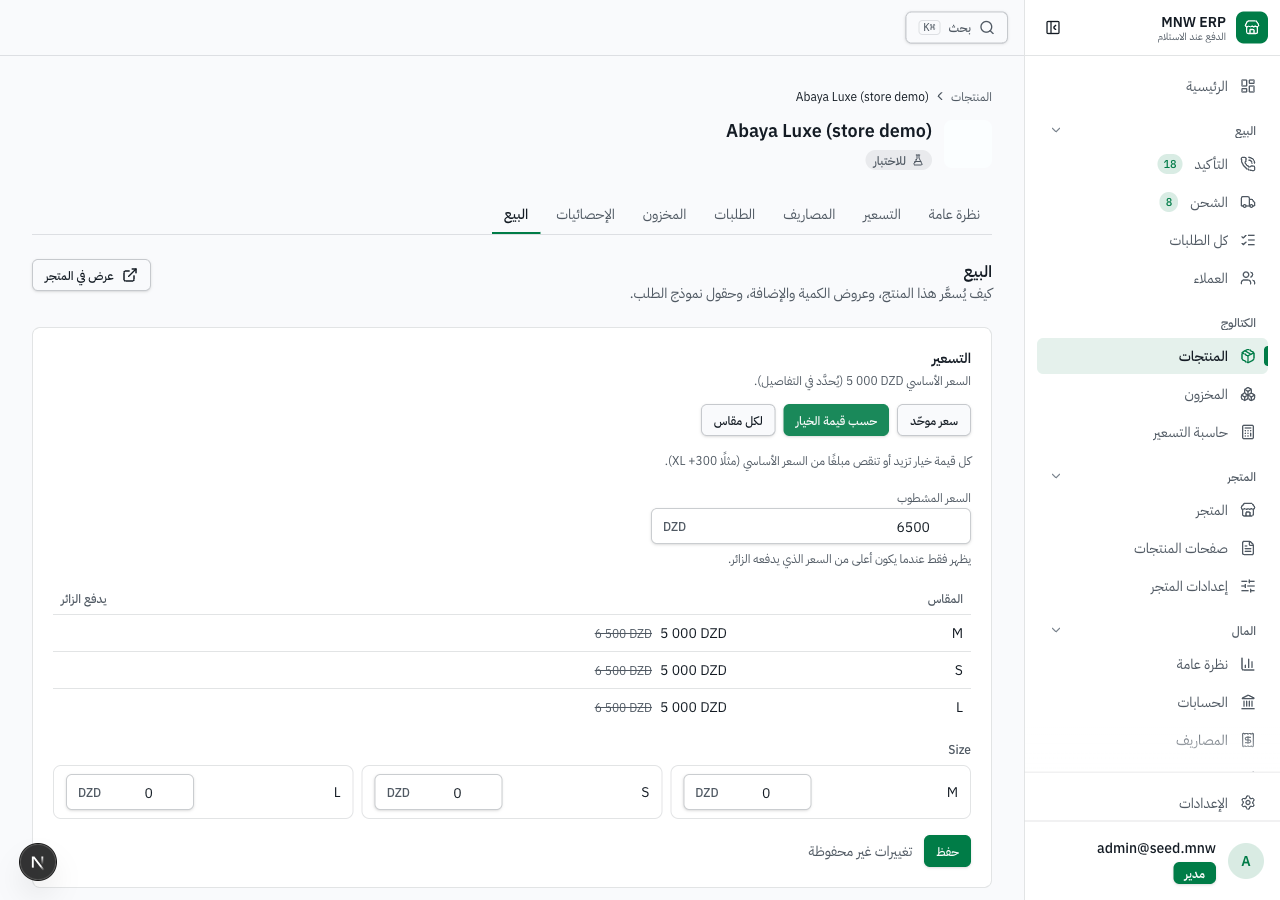 MNW ERP
الدفع عند الاستلام
الرئيسية
البيع
التأكيد 18
الشحن 8
كل الطلبات
العملاء
الكتالوج
المنتجات
المخزون
حاسبة التسعير
المتجر
المتجر
صفحات المنتجات
إعدادات المتجر
المال
نظرة عامة
الحسابات
المصاريف
الإعدادات
A admin@seed.mnw
مدير
بحث ⌘K
المنتجات Abaya Luxe (store demo)
Abaya Luxe (store demo)
للاختبار
نظرة عامة التسعير المصاريف الطلبات المخزون الإحصائيات البيع
البيع
كيف يُسعَّر هذا المنتج، وعروض الكمية والإضافة، وحقول نموذج الطلب.
عرض في المتجر
التسعير
السعر الأساسي 5 000 DZD (يُحدَّد في التفاصيل).
سعر موحّد حسب قيمة الخيار لكل مقاس
كل قيمة خيار تزيد أو تنقص مبلغًا من السعر الأساسي (مثلًا XL +300).
السعر المشطوب
6500 DZD
يظهر فقط عندما يكون أعلى من السعر الذي يدفعه الزائر.
المقاس يدفع الزائر
M 5 000 DZD 6 500 DZD
S 5 000 DZD 6 500 DZD
L 5 000 DZD 6 500 DZD
Size
M 0 DZD S 0 DZD L 0 DZD
حفظ تغييرات غير محفوظة
N